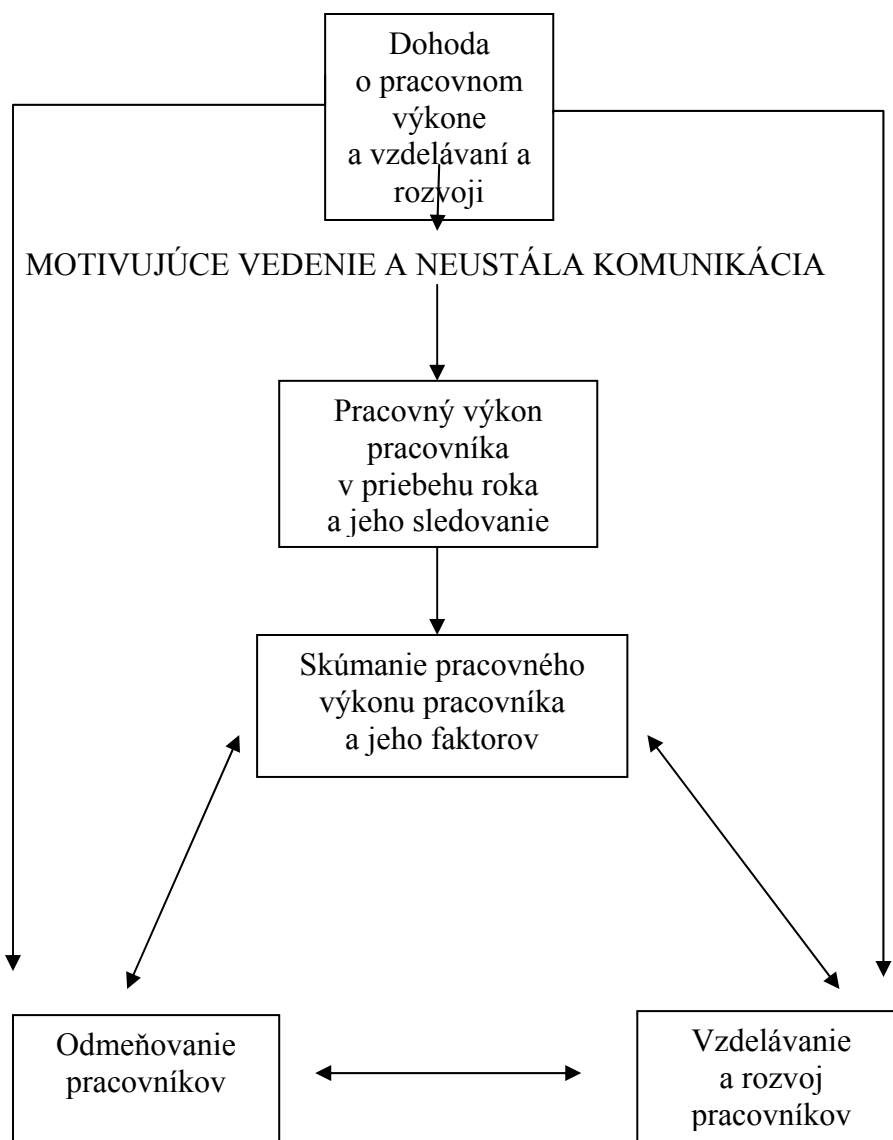 Dohoda
o pracovnom
výkone
a vzdelávaní a
rozvoji
MOTIVUJÚCE VEDENIE A NEUSTÁLA KOMUNIKÁCIA
Pracovný výkon
pracovníka
v priebehu roka
a jeho sledovanie
Skúmanie pracovného
výkonu pracovníka
a jeho faktorov
Odmeňovanie
pracovníkov
Vzdelávanie
a rozvoj
pracovníkov